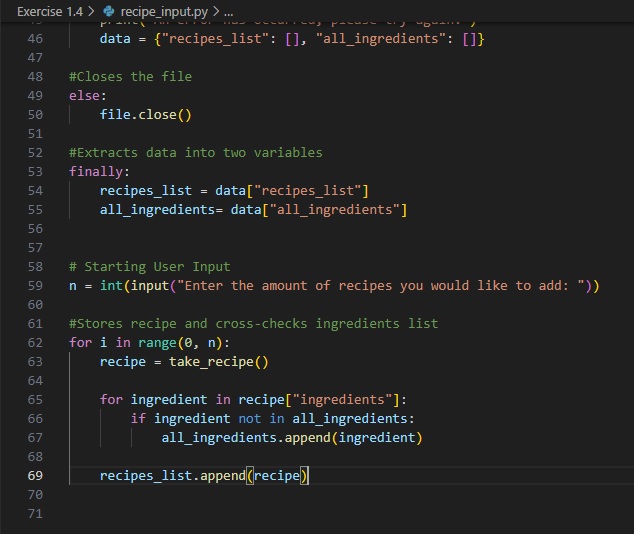 Exercise 1.4 > recipe_input.py > ...
46 data = {"recipes_list": [], "all_ingredients": []}
47
48 #Closes the file
49 else:
50 file.close()
51
52 #Extracts data into two variables
53 finally:
54 recipes_list = data["recipes_list"]
55 all_ingredients= data["all_ingredients"]
56
57
58 # Starting User Input
59 n = int(input("Enter the amount of recipes you would like to add: "))
60
61 #Stores recipe and cross-checks ingredients list
62 for i in range(0, n):
63 recipe = take_recipe()
64
65 for ingredient in recipe["ingredients"]:
66 if ingredient not in all_ingredients:
67 all_ingredients.append(ingredient)
68
69 recipes_list.append(recipe)
70
71